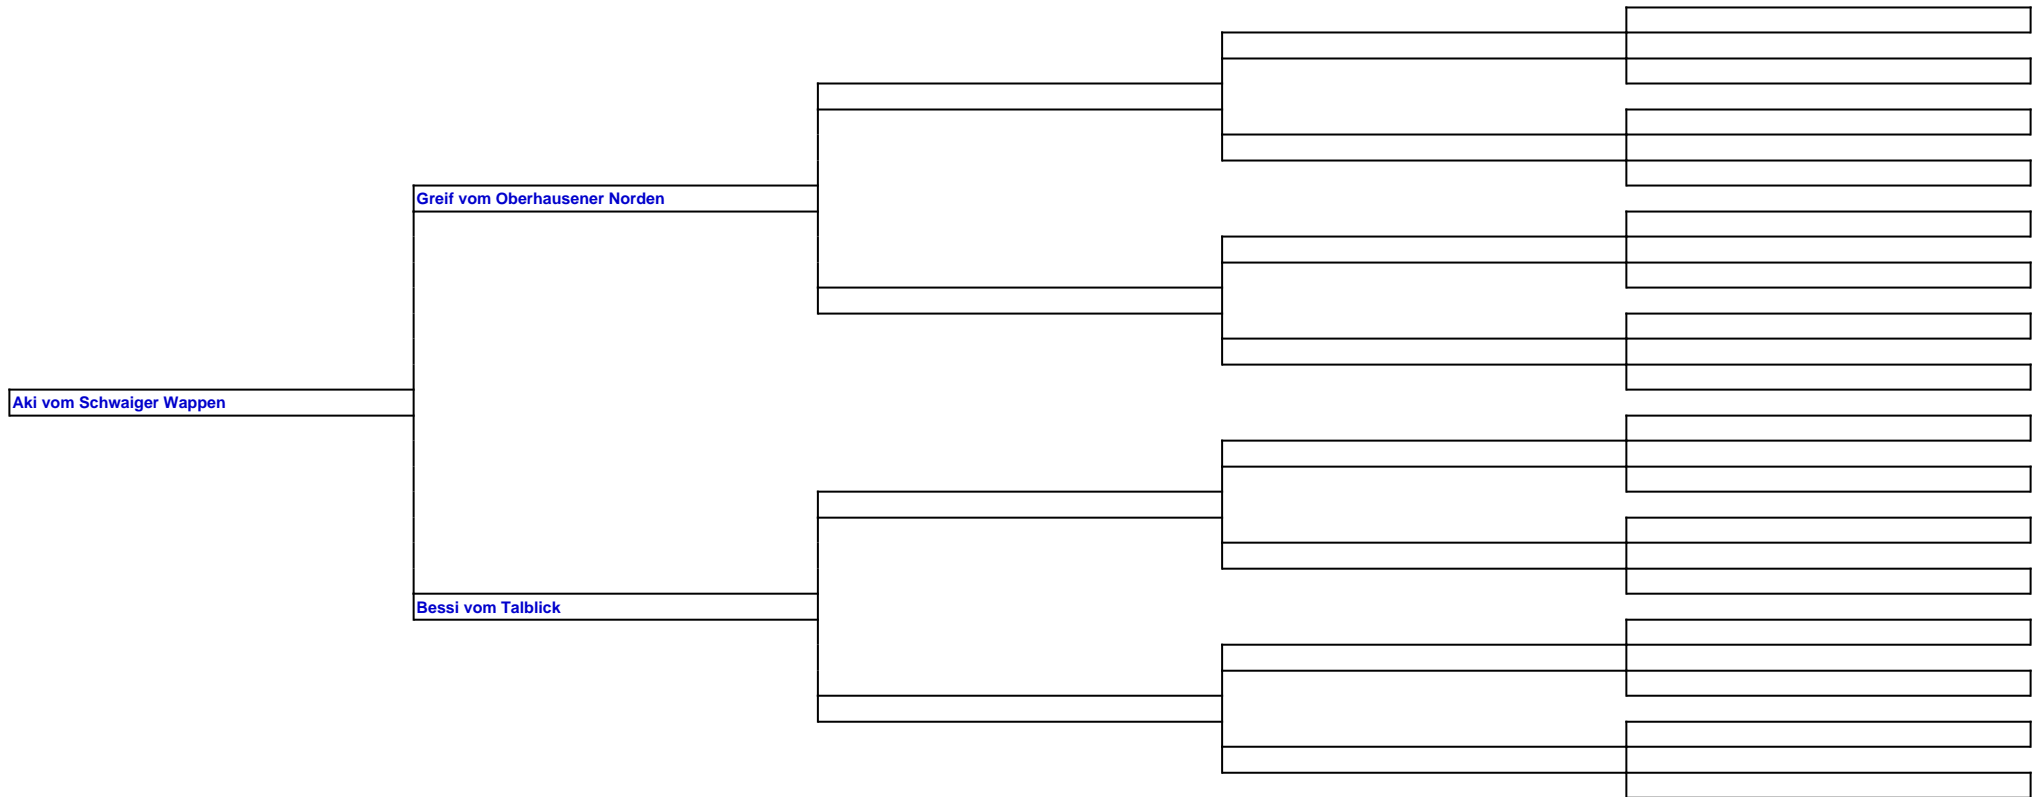 Greif vom Oberhausener Norden
Aki vom Schwaiger Wappen
Bessi vom Talblick